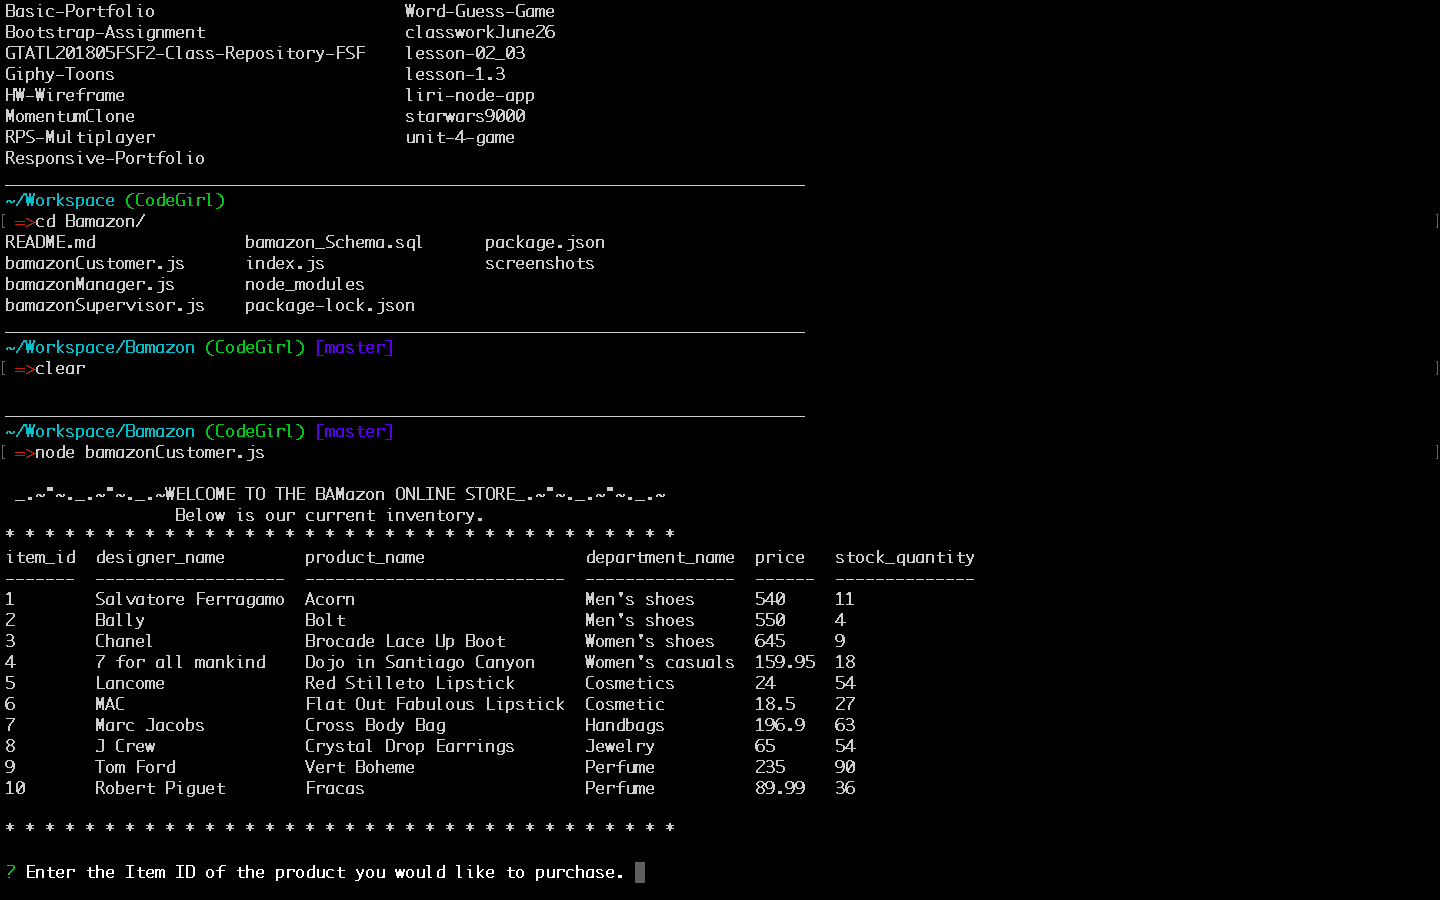 Basic-Portfolio                          Word-Guess-Game
Bootstrap-Assignment                     classworkJune26
GTATL201805FSF2-Class-Repository-FSF     lesson-02_03
Giphy-Toons                              lesson-1.3
HW-Wireframe                             liri-node-app
MomentumClone                            starwars9000
RPS-Multiplayer                          unit-4-game
Responsive-Portfolio
________________________________________________________________________________
~/Workspace (CodeGirl)
[ =>cd Bamazon/ ]
README.md               bamazon_Schema.sql      package.json
bamazonCustomer.js      index.js                screenshots
bamazonManager.js       node_modules
bamazonSupervisor.js    package-lock.json
________________________________________________________________________________
~/Workspace/Bamazon (CodeGirl) [master]
[ =>clear ]
________________________________________________________________________________
~/Workspace/Bamazon (CodeGirl) [master]
[ =>node bamazonCustomer.js ]
_.~"~._.~"~._.~WELCOME TO THE BAMazon ONLINE STORE_.~"~._.~"~._.~
Below is our current inventory.
* * * * * * * * * * * * * * * * * * * * * * * * * * * * * * * * * *
item_id  designer_name        product_name                department_name  price   stock_quantity
-------  -------------------  --------------------------  ---------------  ------  --------------
1        Salvatore Ferragamo  Acorn                       Men's shoes      540     11
2        Bally                Bolt                        Men's shoes      550     4
3        Chanel               Brocade Lace Up Boot        Women's shoes    645     9
4        7 for all mankind    Dojo in Santiago Canyon     Women's casuals  159.95  18
5        Lancome              Red Stilleto Lipstick       Cosmetics        24      54
6        MAC                  Flat Out Fabulous Lipstick  Cosmetic         18.5    27
7        Marc Jacobs          Cross Body Bag              Handbags         196.9   63
8        J Crew               Crystal Drop Earrings       Jewelry          65      54
9        Tom Ford             Vert Boheme                 Perfume          235     90
10       Robert Piguet        Fracas                      Perfume          89.99   36
* * * * * * * * * * * * * * * * * * * * * * * * * * * * * * * * * *
? Enter the Item ID of the product you would like to purchase.